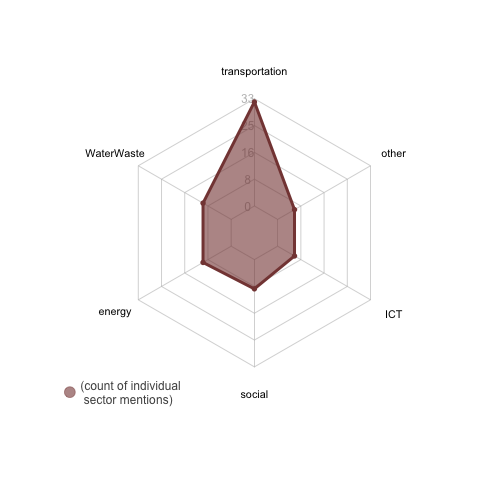 transportation
33
25
16
8
0
WaterWaste
other
energy
ICT
social
(count of individual
sector mentions)